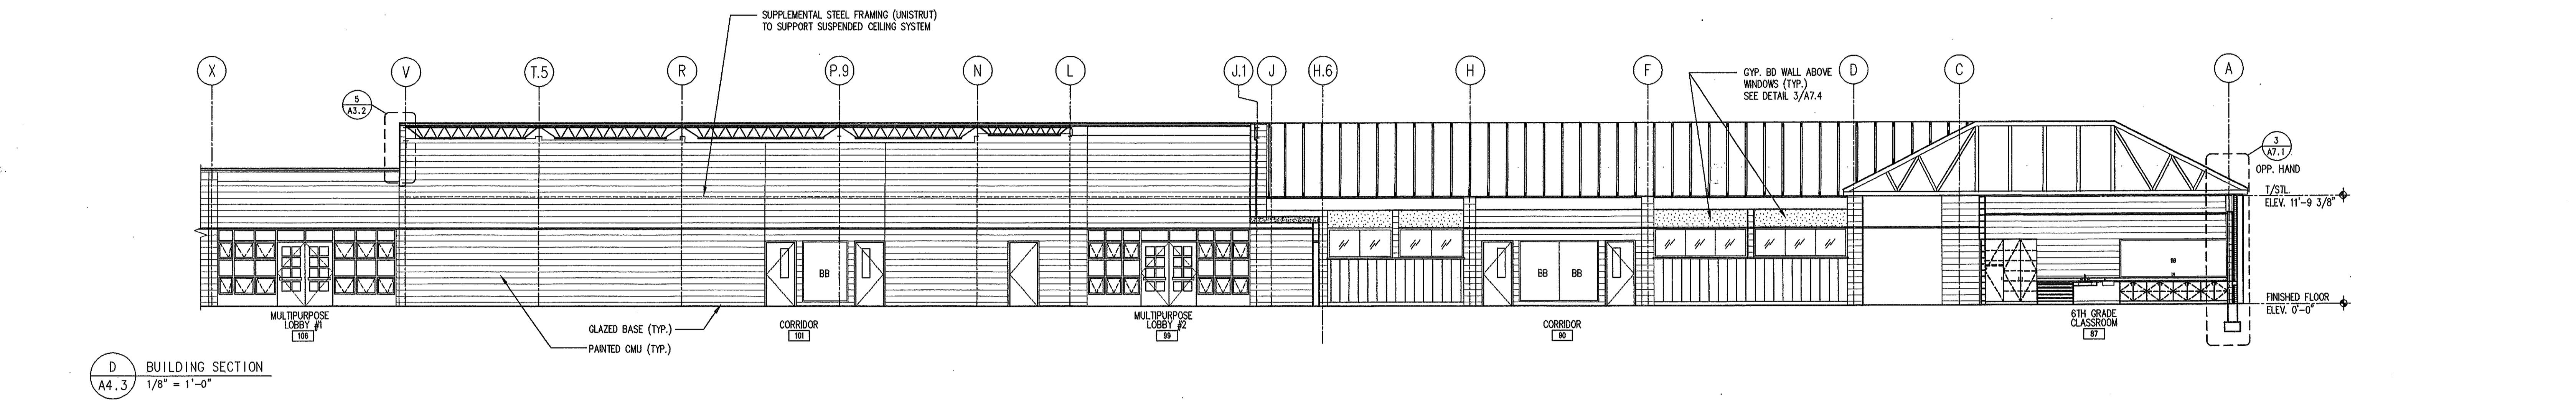 SUPPLEMENTAL STEEL FRAMING (UNISTRUT)
TO SUPPORT SUSPENDED CEILING SYSTEM
X
V
T.5
R
P.9
N
L
J.1
J
H.6
H
F
D
C
A
GYP. BD WALL ABOVE
WINDOWS (TYP.)
SEE DETAIL 3/A7.4
5
A3.2
3
A7.1
OPP. HAND
T/STL.
ELEV. 11'-9 3/8"
BB
BB
BB
FINISHED FLOOR
ELEV. 0'-0"
MULTIPURPOSE
LOBBY #1
106
GLAZED BASE (TYP.)
PAINTED CMU (TYP.)
CORRIDOR
101
MULTIPURPOSE
LOBBY #2
99
CORRIDOR
90
6TH GRADE
CLASSROOM
87
D
A4.3
BUILDING SECTION
1/8" = 1'-0"